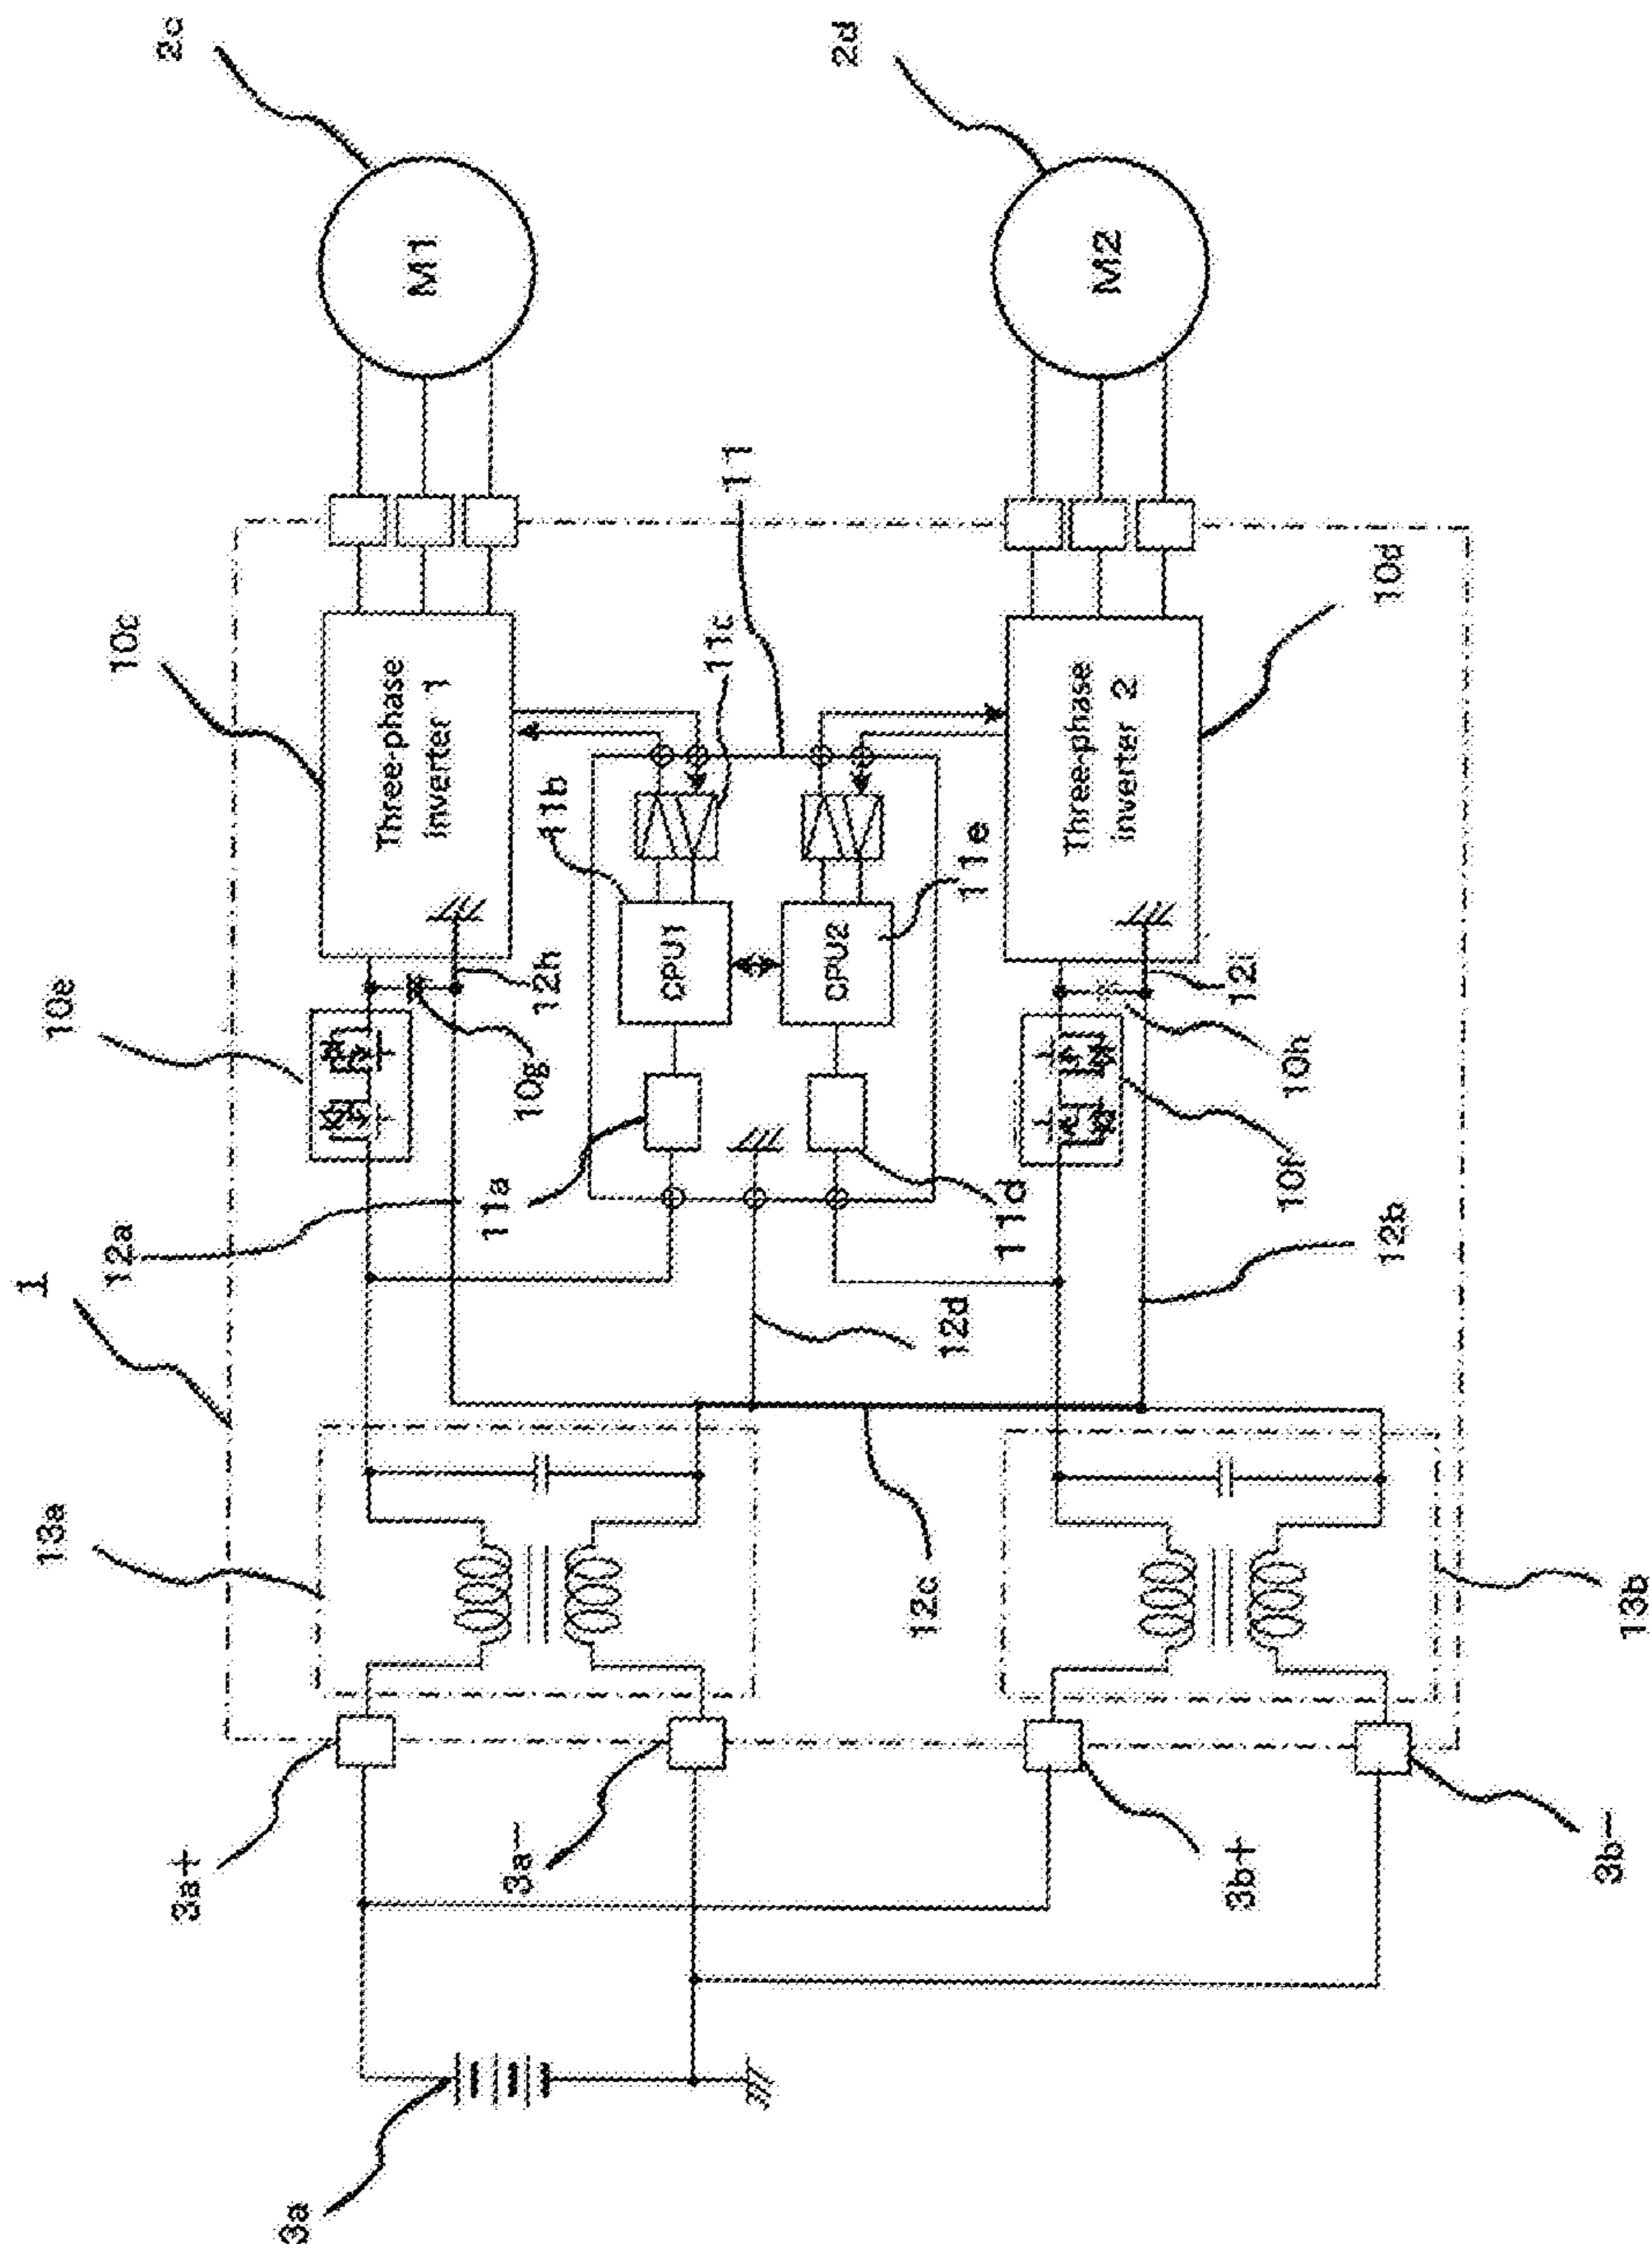 2c
M1
2d
M2
11
10c
Three-phase
inverter 1
11c
10d
Three-phase
inverter 2
11b
CPU1
CPU2
11e
10e
12h
10g
12i
10h
10f
12a
11a
11d
12b
1
12d
13a
12c
13b
3a+
3a-
3b+
3b-
3a